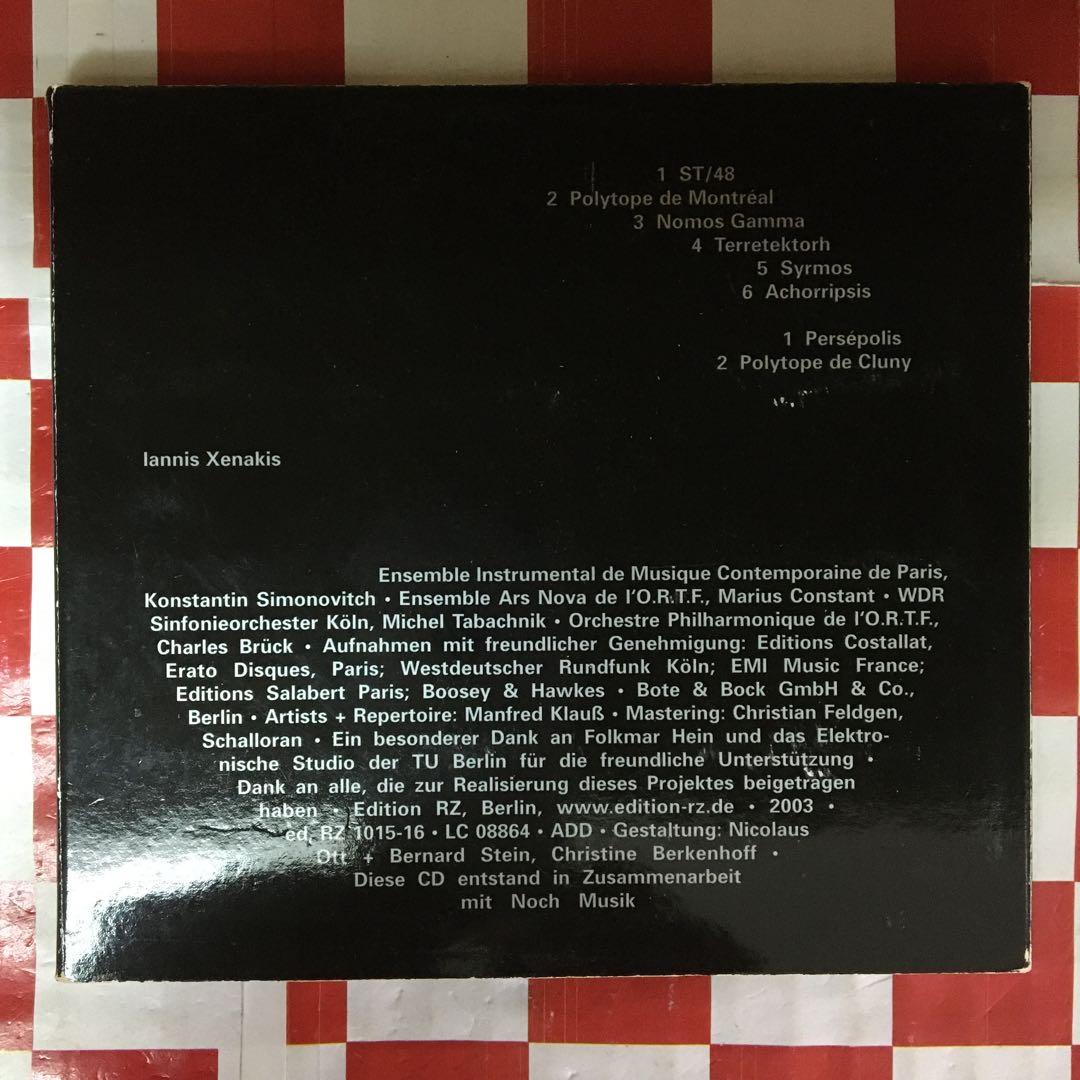 1 ST/48
2 Polytope de Montréal
3 Nomos Gamma
4 Terretektorh
5 Syrmos
6 Achorripsis
1 Persépolis
2 Polytope de Cluny
Iannis Xenakis
Ensemble Instrumental de Musique Contemporaine de Paris,
Konstantin Simonovitch • Ensemble Ars Nova de l'O.R.T.F., Marius Constant • WDR
Sinfonieorchester Köln, Michel Tabachnik • Orchestre Philharmonique de l'O.R.T.F.,
Charles Brück • Aufnahmen mit freundlicher Genehmigung: Editions Costallat,
Erato Disques, Paris; Westdeutscher Rundfunk Köln; EMI Music France;
Editions Salabert Paris; Boosey & Hawkes • Bote & Bock GmbH & Co.,
Berlin • Artists + Repertoire: Manfred Klauß • Mastering: Christian Feldgen,
Schalloran • Ein besonderer Dank an Folkmar Hein und das Elektro-
nische Studio der TU Berlin für die freundliche Unterstützung •
Dank an alle, die zur Realisierung dieses Projektes beigetragen
haben • Edition RZ, Berlin, www.edition-rz.de • 2003 •
ed. RZ 1015-16 • LC 08864 • ADD • Gestaltung: Nicolaus
Ott + Bernard Stein, Christine Berkenhoff •
Diese CD entstand in Zusammenarbeit
mit Noch Musik